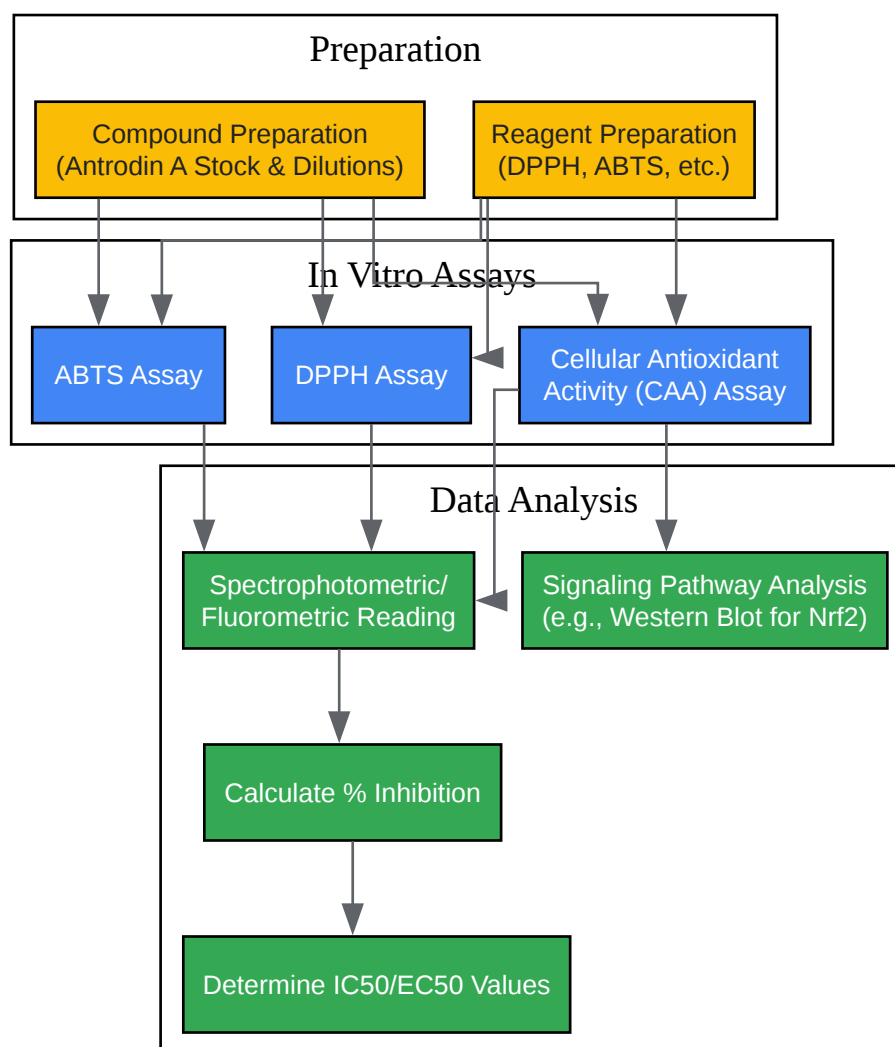 Preparation
Compound Preparation
(Antrodin A Stock & Dilutions)
Reagent Preparation
(DPPH, ABTS, etc.)
In Vitro Assays
ABTS Assay
DPPH Assay
Cellular Antioxidant
Activity (CAA) Assay
Data Analysis
Spectrophotometric/
Fluorometric Reading
Signaling Pathway Analysis
(e.g., Western Blot for Nrf2)
Calculate % Inhibition
Determine IC50/EC50 Values